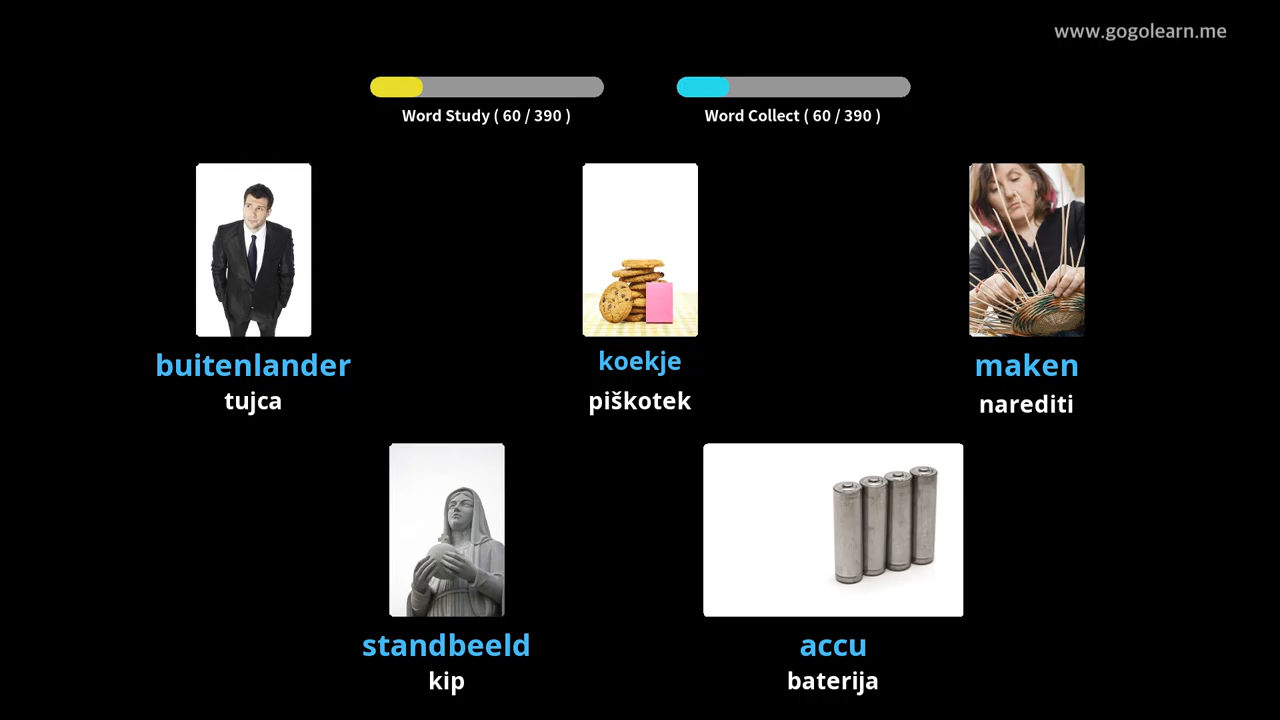 www.gogolearn.me
Word Study ( 60 / 390 )
Word Collect ( 60 / 390 )
buitenlander
tujca
koekje
piškotek
maken
narediti
standbeeld
kip
accu
baterija